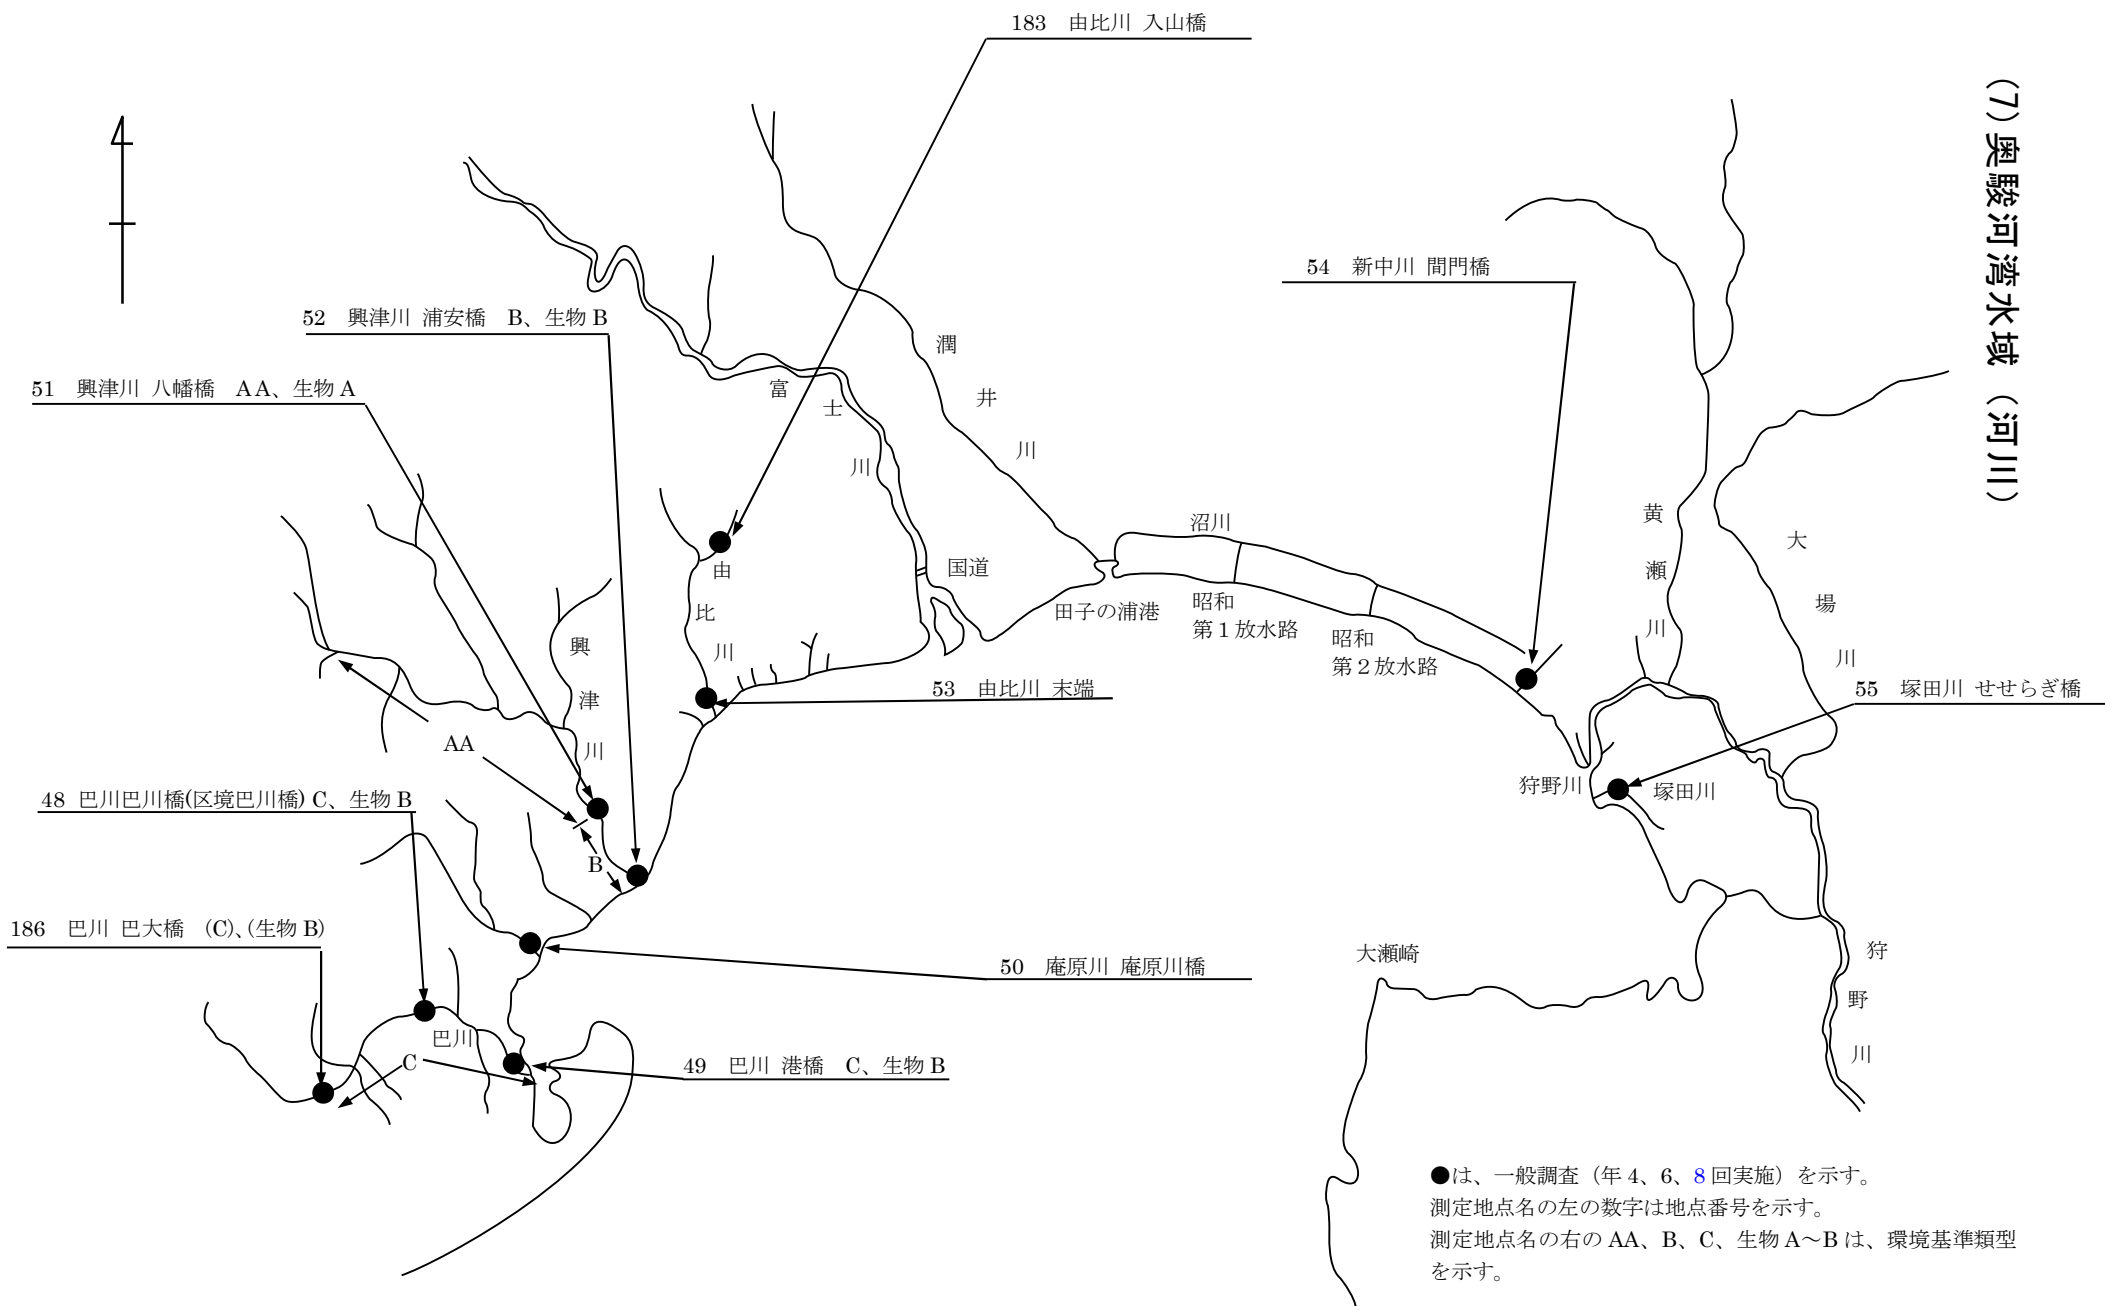 (7) 奥駿河湾水域 (河川)
183 由比川 入山橋
54 新中川 間門橋
52 興津川 浦安橋 B、生物 B
潤井川
51 興津川 八幡橋 AA、生物 A
富士川
黄瀬川
沼川
大場川
国道
由比川
田子の浦港
昭和
第1放水路
昭和
第2放水路
興津川
53 由比川 末端
55 塚田川 せせらぎ橋
AA
狩野川
塚田川
48 巴川巴川橋(区境巴川橋) C、生物 B
B
186 巴川 巴大橋 (C)、(生物 B)
50 庵原川 庵原川橋
大瀬崎
狩野川
巴川
C
49 巴川 港橋 C、生物 B
●は、一般調査（年 4、6、8 回実施）を示す。
測定地点名の左の数字は地点番号を示す。
測定地点名の右の AA、B、C、生物 A～B は、環境基準類型
を示す。